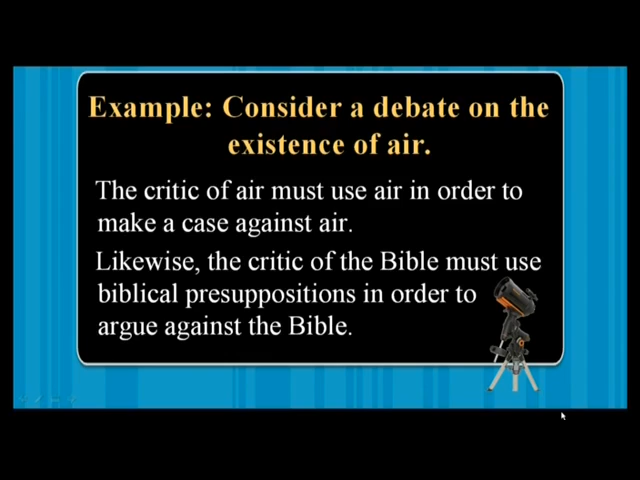 Example: Consider a debate on the
existence of air.
The critic of air must use air in order to
make a case against air.
Likewise, the critic of the Bible must use
biblical presuppositions in order to
argue against the Bible.